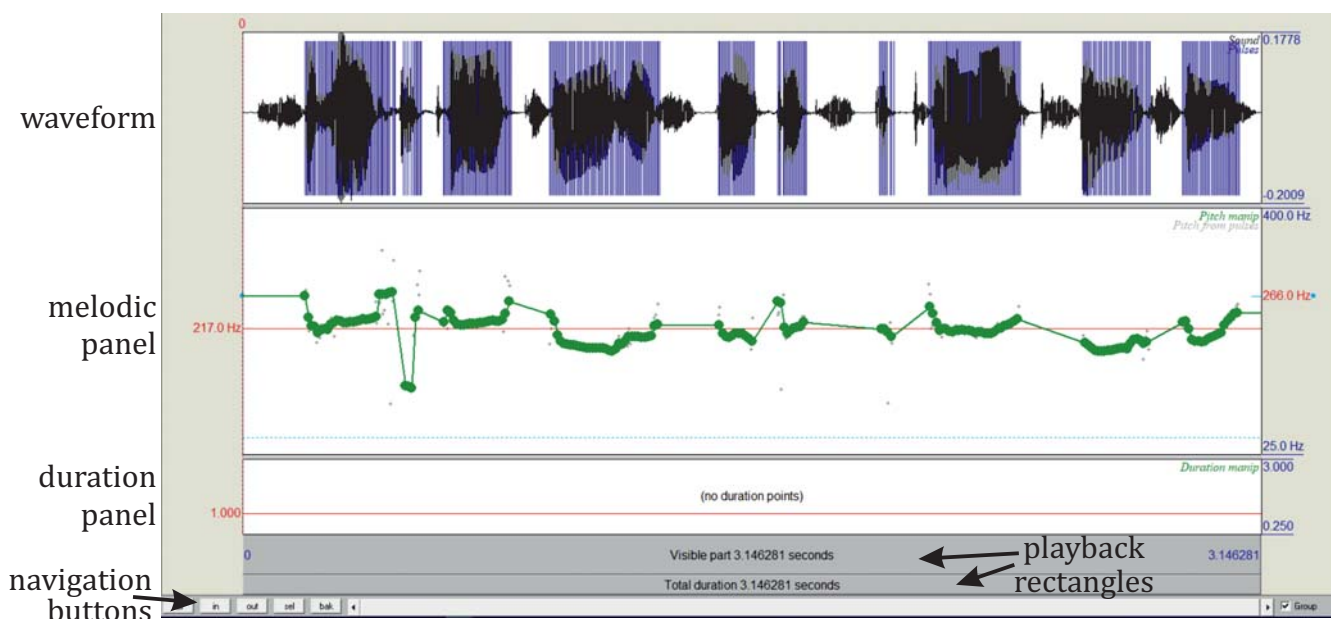 0
Sound
Pulses
0.1778
waveform
-0.2009
Pitch manip
Pitch from pulses
400.0 Hz
266.0 Hz
melodic
panel
217.0 Hz
25.0 Hz
duration
panel
Duration manip
3.000
(no duration points)
1.000
0.250
0
Visible part 3.146281 seconds
3.146281
playback
rectangles
Total duration 3.146281 seconds
navigation
buttons
in
out
sel
bak
Group